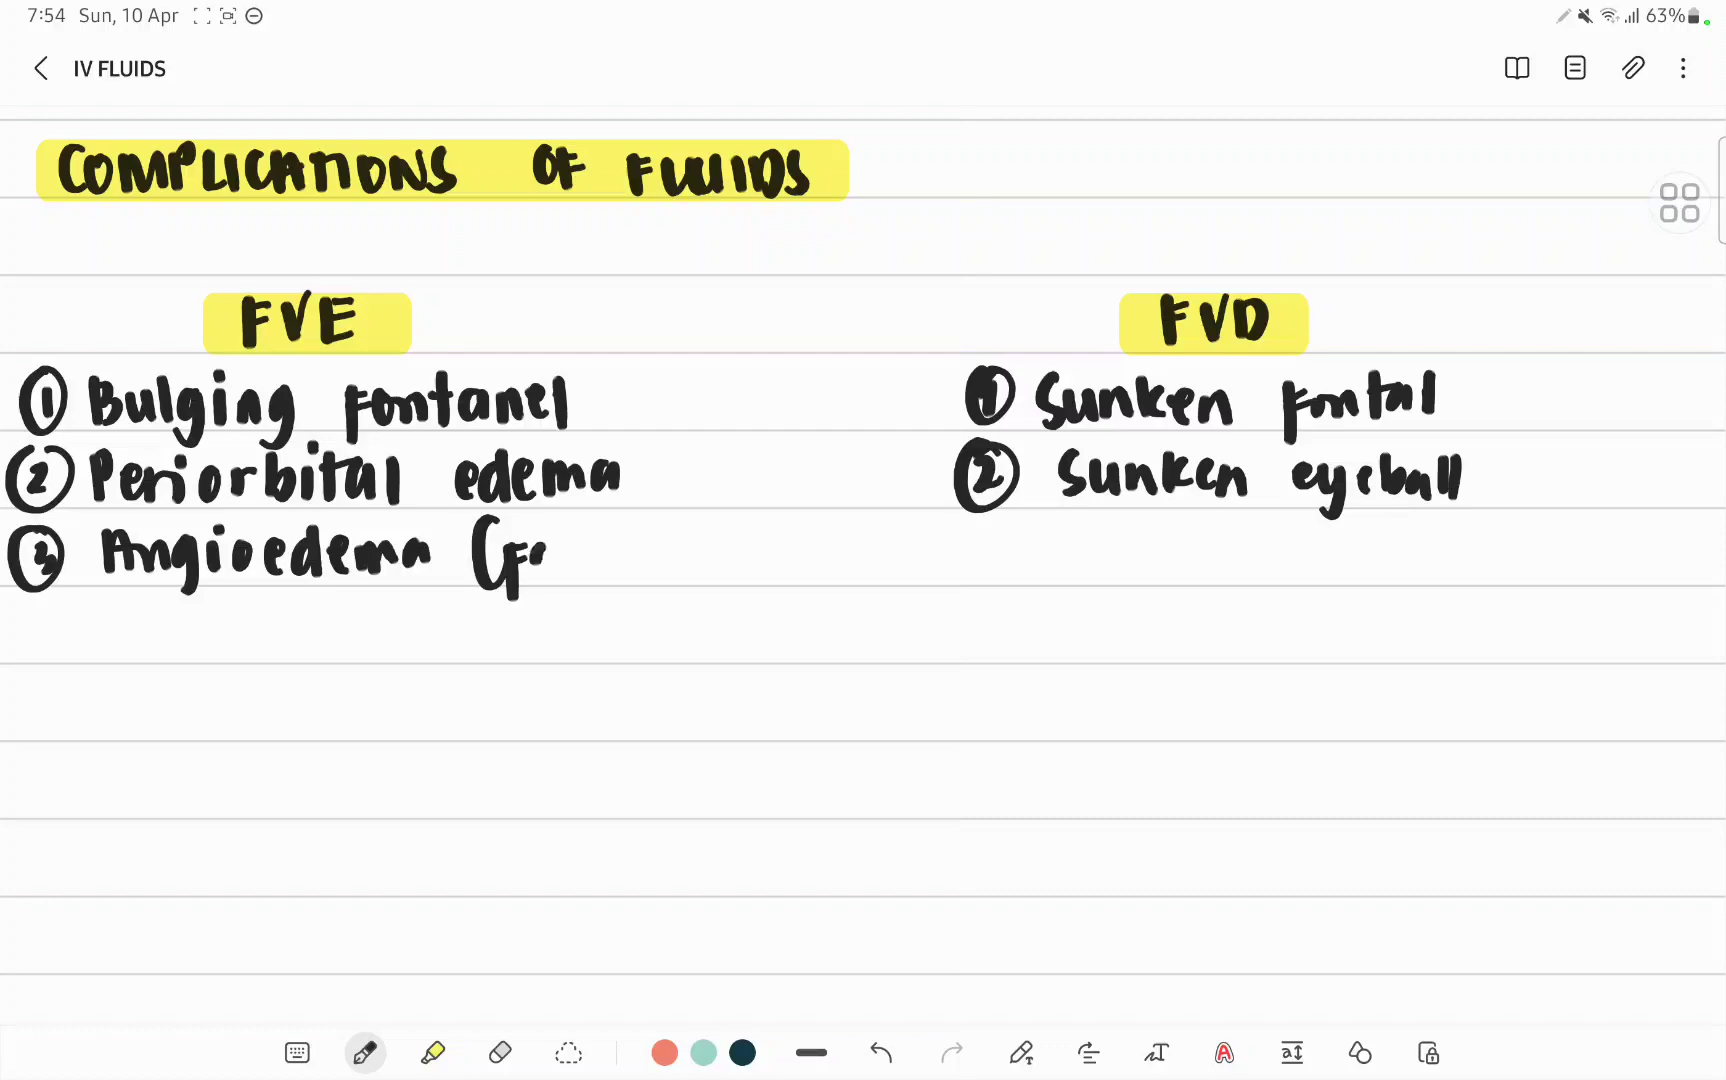 7:54 Sun, 10 Apr 63%
IV FLUIDS
COMPLICATIONS OF FLUIDS
FVE FVD
① Bulging Fontanel ① Sunken Fontal
② Periorbital edema ② Sunken eyeball
③ Angioedema (Fa